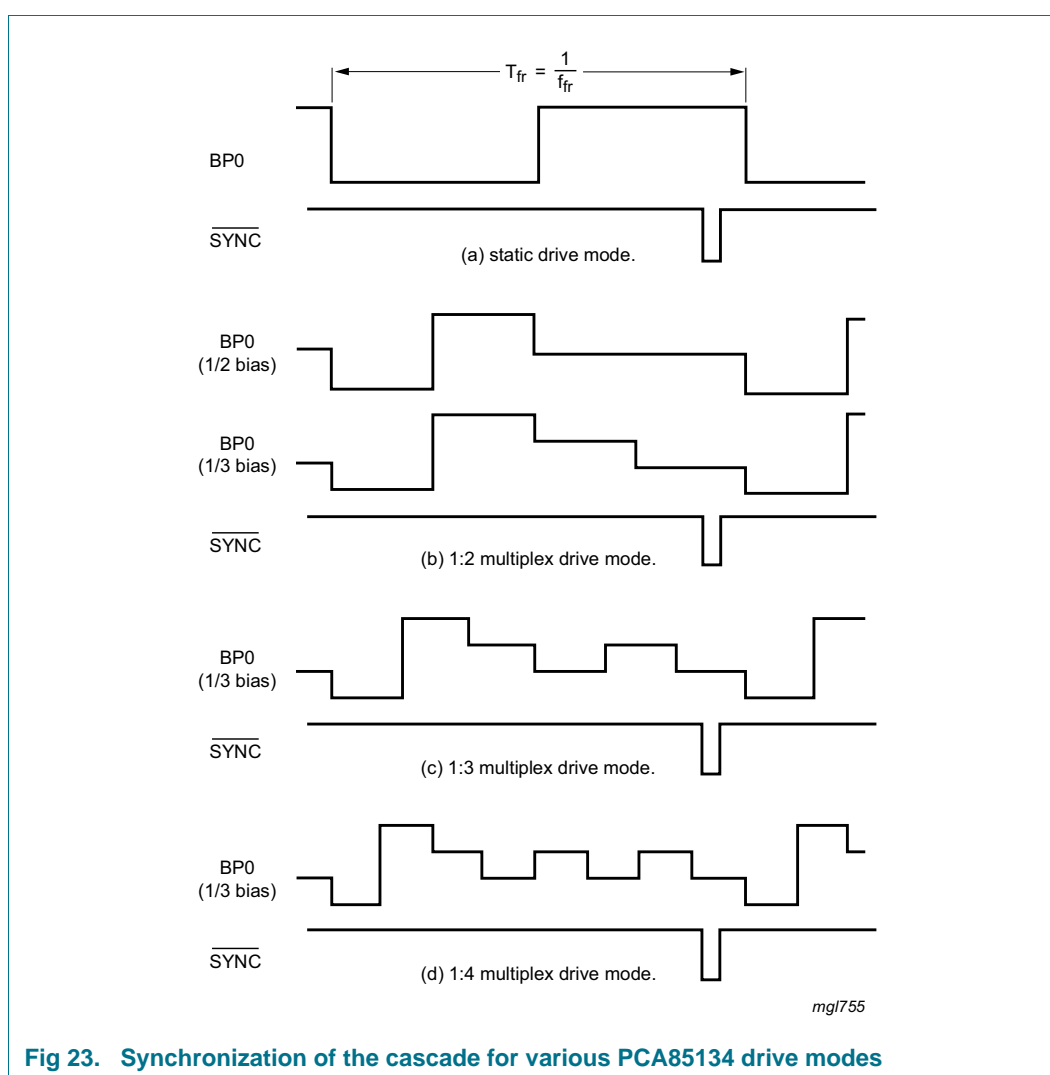 T_fr = 1/f_fr
BP0
SYNC
(a) static drive mode.
BP0
(1/2 bias)
BP0
(1/3 bias)
SYNC
(b) 1:2 multiplex drive mode.
BP0
(1/3 bias)
SYNC
(c) 1:3 multiplex drive mode.
BP0
(1/3 bias)
SYNC
(d) 1:4 multiplex drive mode.
mgl755
Fig 23. Synchronization of the cascade for various PCA85134 drive modes